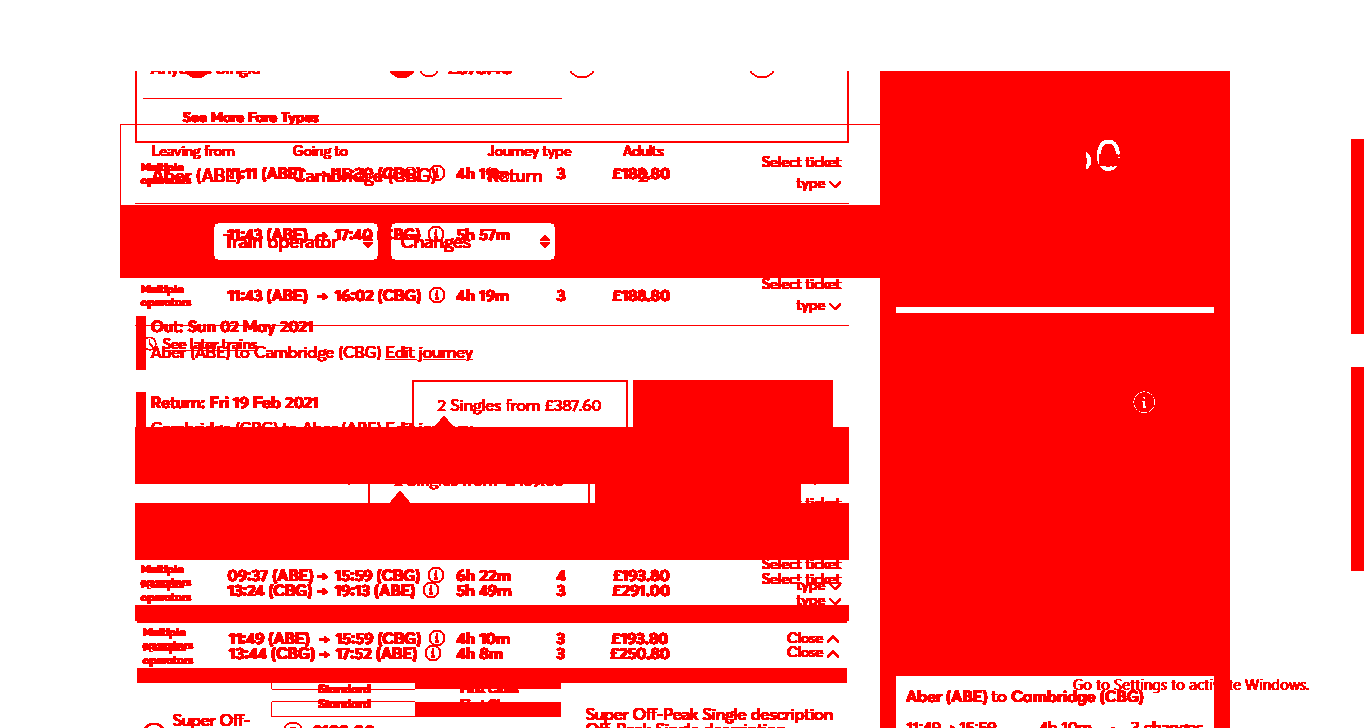 See More Fare Types
Leaving from Going to Journey type Adults
Multiple operators
Aber (ABE) Cambridge (CBG) Return
4h 3 £188.80
Select ticket type
11:43 (ABE) → 17:40 (CBG) 5h 57m
Train operator Changes
Multiple operators 11:43 (ABE) → 16:02 (CBG) 4h 19m 3 £188.80 Select ticket type
Out: Sun 02 May 2021
See later trains
Aber (ABE) to Cambridge (CBG) Edit journey
Return: Fri 19 Feb 2021
2 Singles from £387.60
Cambridge (CBG) to Aber (ABE) Edit journey
Select ticket
Multiple operators 09:37 (ABE) → 15:59 (CBG) 6h 22m 4 £193.80 Select ticket type
operators 13:24 (CBG) → 19:13 (ABE) 5h 49m 3 £291.00 type
Multiple operators 11:49 (ABE) → 15:59 (CBG) 4h 10m 3 £193.80 Close
operators 13:44 (CBG) → 17:52 (ABE) 4h 8m 3 £250.80 Close
Standard First Class
Standard
Super Off-
Super Off-Peak Single description
Go to Settings to activate Windows.
Aber (ABE) to Cambridge (CBG)
11:49 → 15:59 4h 10m 3 changes